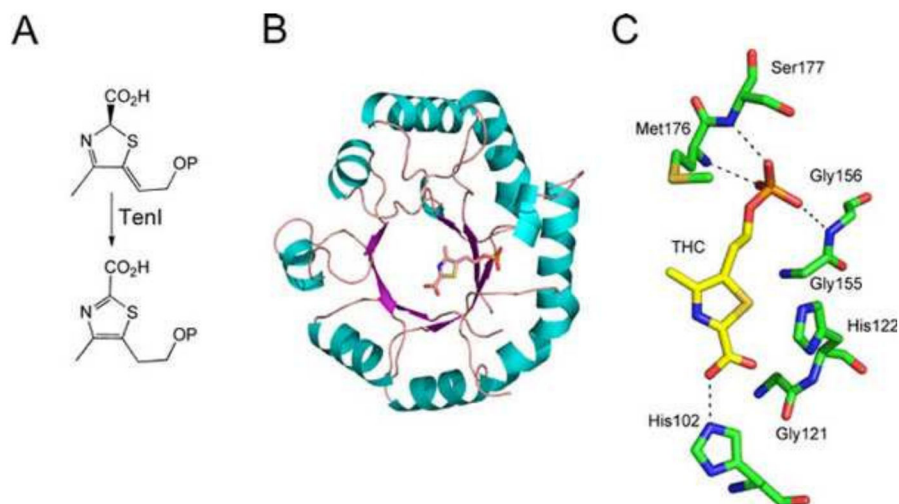 A
CO₂H
N
S
OP
TenI
CO₂H
N
S
OP
B
C
Ser177
Met176
Gly156
THC
Gly155
His122
His102
Gly121